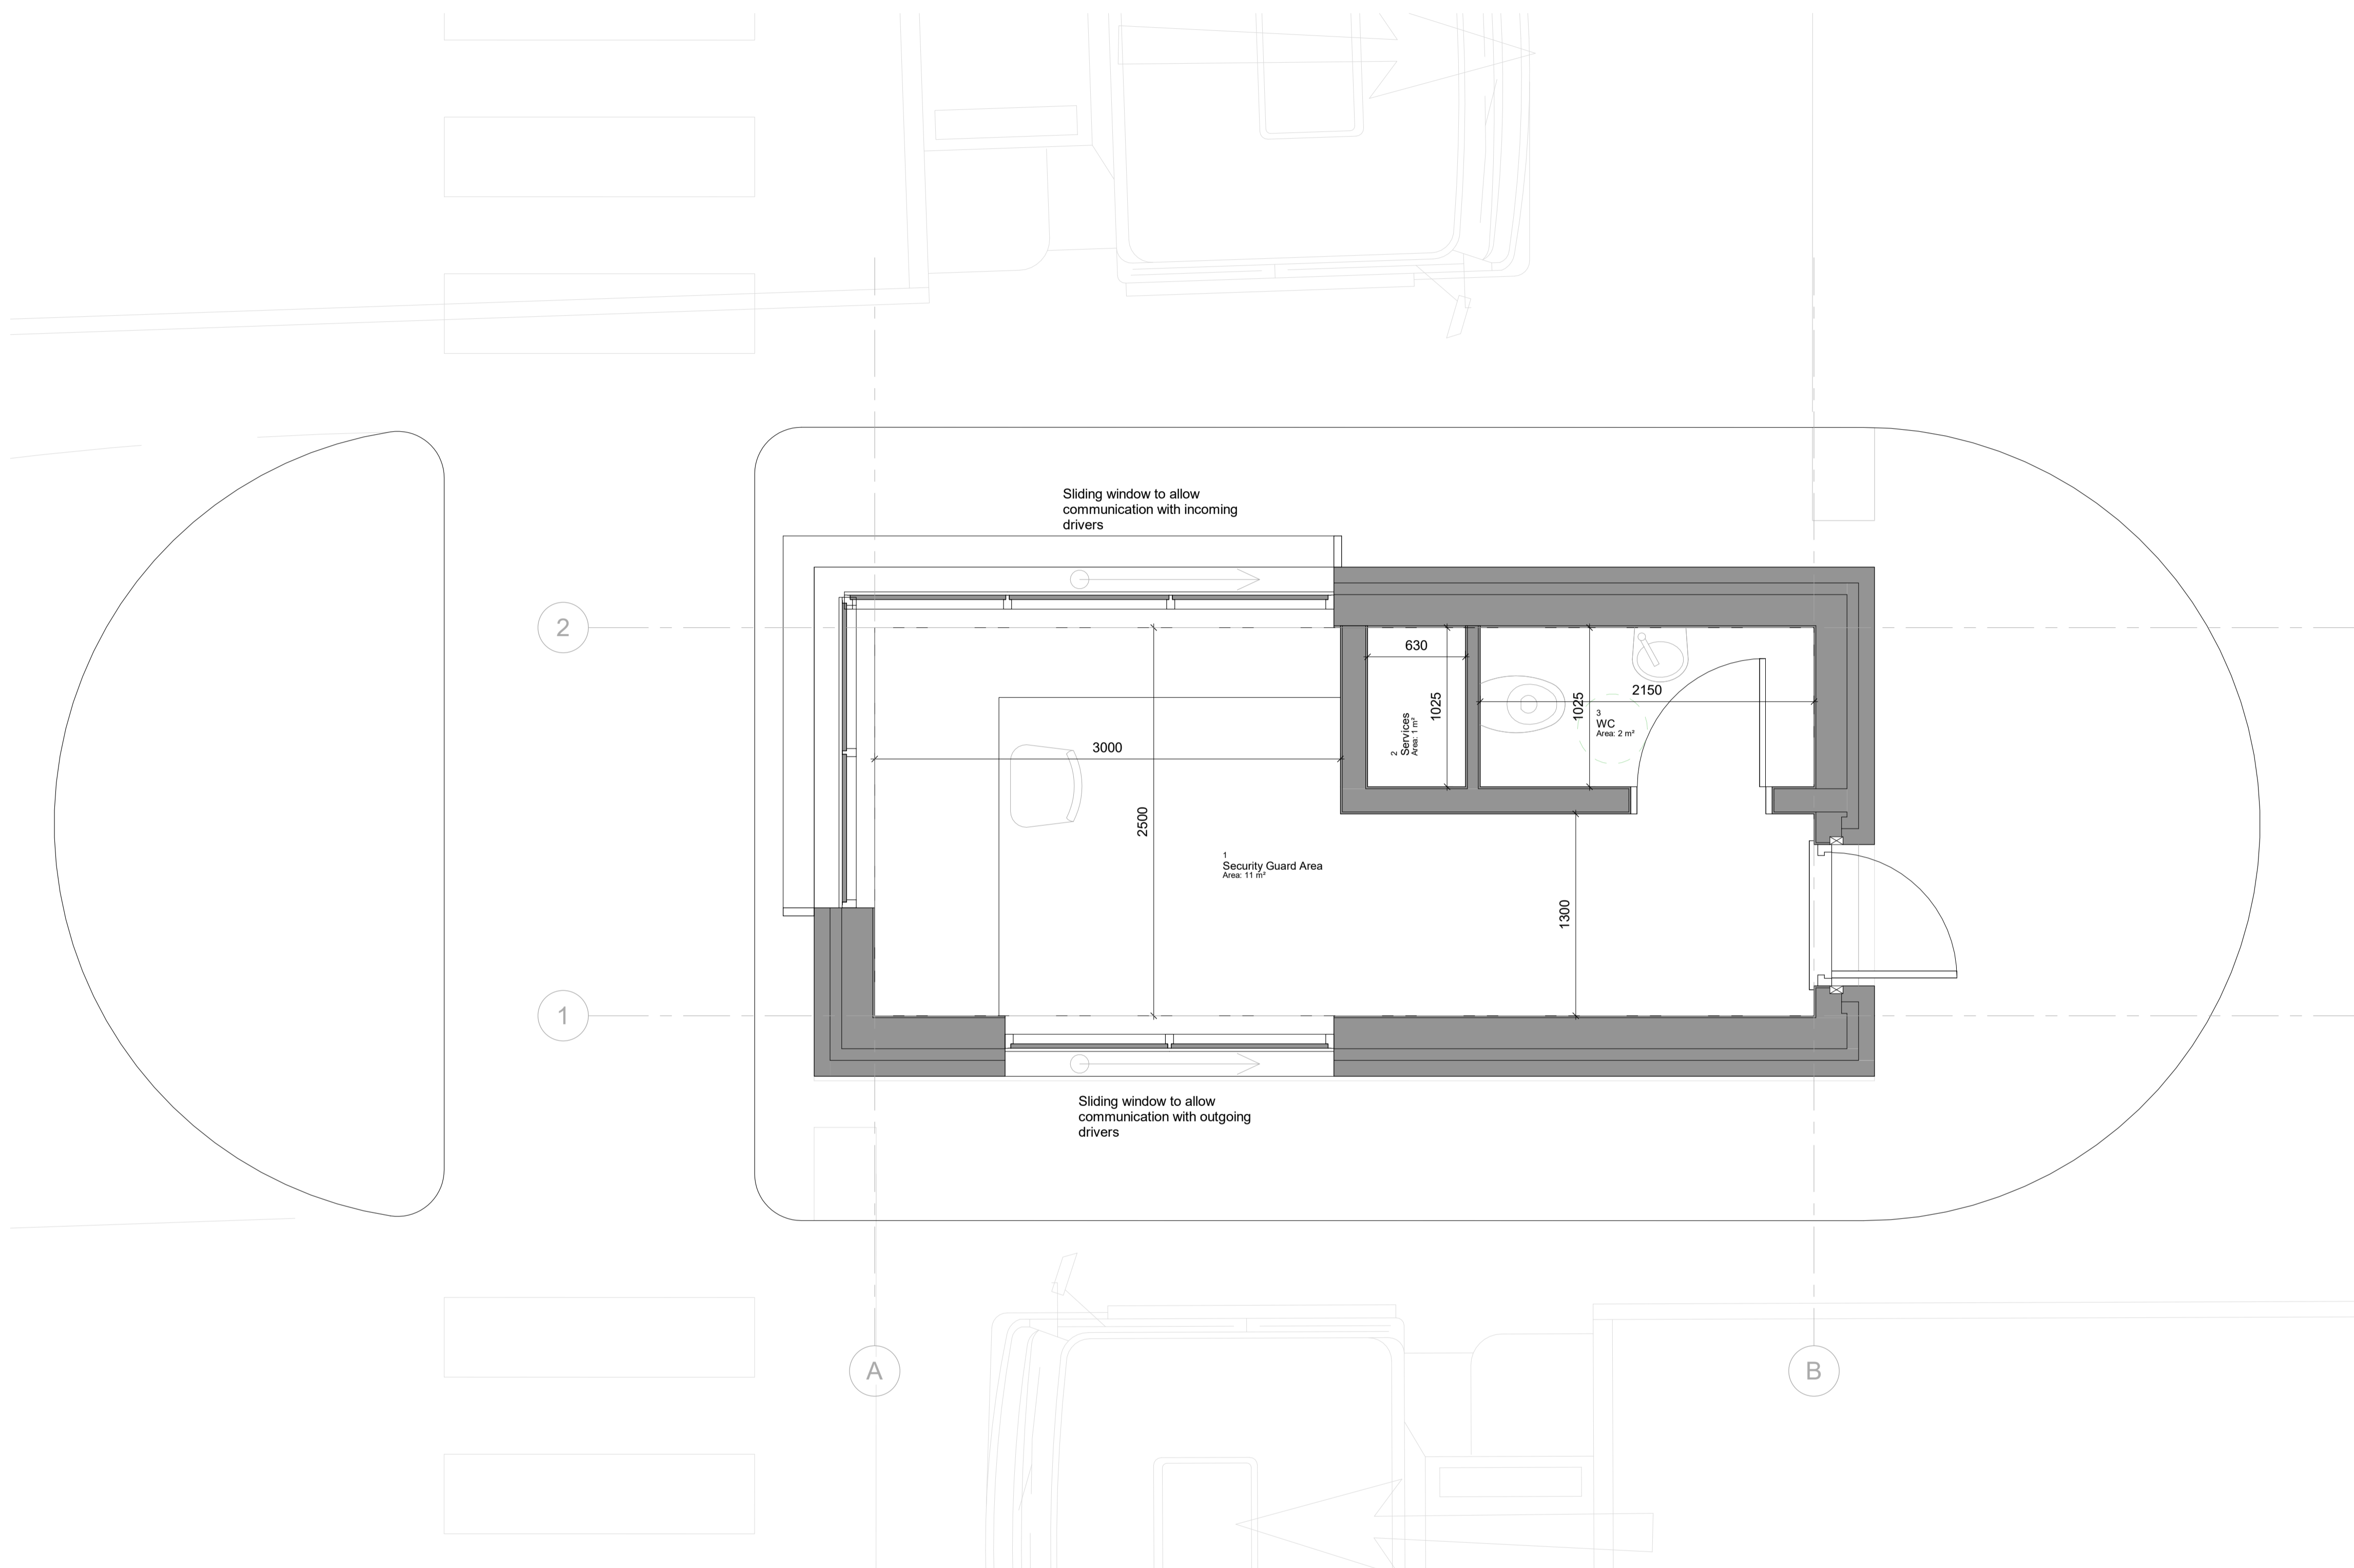 Sliding window to allow
communication with incoming
drivers
2
630
1025
2
Services
Area: 1 m²
1025
2150
3
WC
Area: 2 m²
3000
2500
1
Security Guard Area
Area: 11 m²
1300
1
Sliding window to allow
communication with outgoing
drivers
A
B